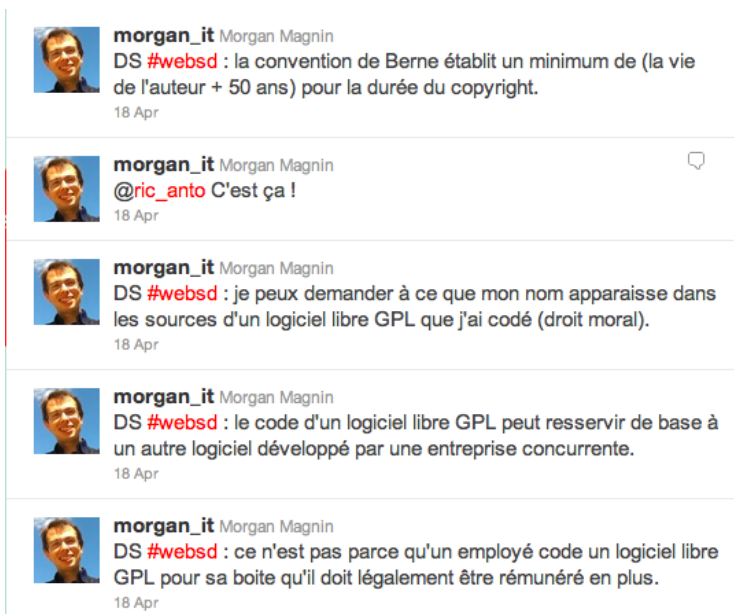 morgan_it Morgan Magnin
DS #websd : la convention de Berne établit un minimum de (la vie
de l'auteur + 50 ans) pour la durée du copyright.
18 Apr
morgan_it Morgan Magnin
@ric_anto C'est ça !
18 Apr
morgan_it Morgan Magnin
DS #websd : je peux demander à ce que mon nom apparaisse dans
les sources d'un logiciel libre GPL que j'ai codé (droit moral).
18 Apr
morgan_it Morgan Magnin
DS #websd : le code d'un logiciel libre GPL peut resservir de base à
un autre logiciel développé par une entreprise concurrente.
18 Apr
morgan_it Morgan Magnin
DS #websd : ce n'est pas parce qu'un employé code un logiciel libre
GPL pour sa boite qu'il doit légalement être rémunéré en plus.
18 Apr